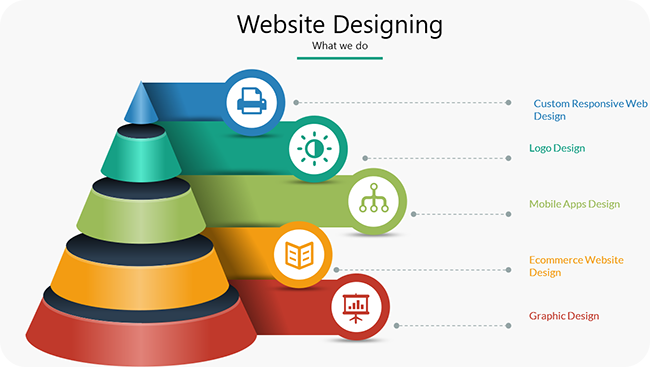 Website Designing
What we do
Custom Responsive Web
Design
Logo Design
Mobile Apps Design
Ecommerce Website
Design
Graphic Design